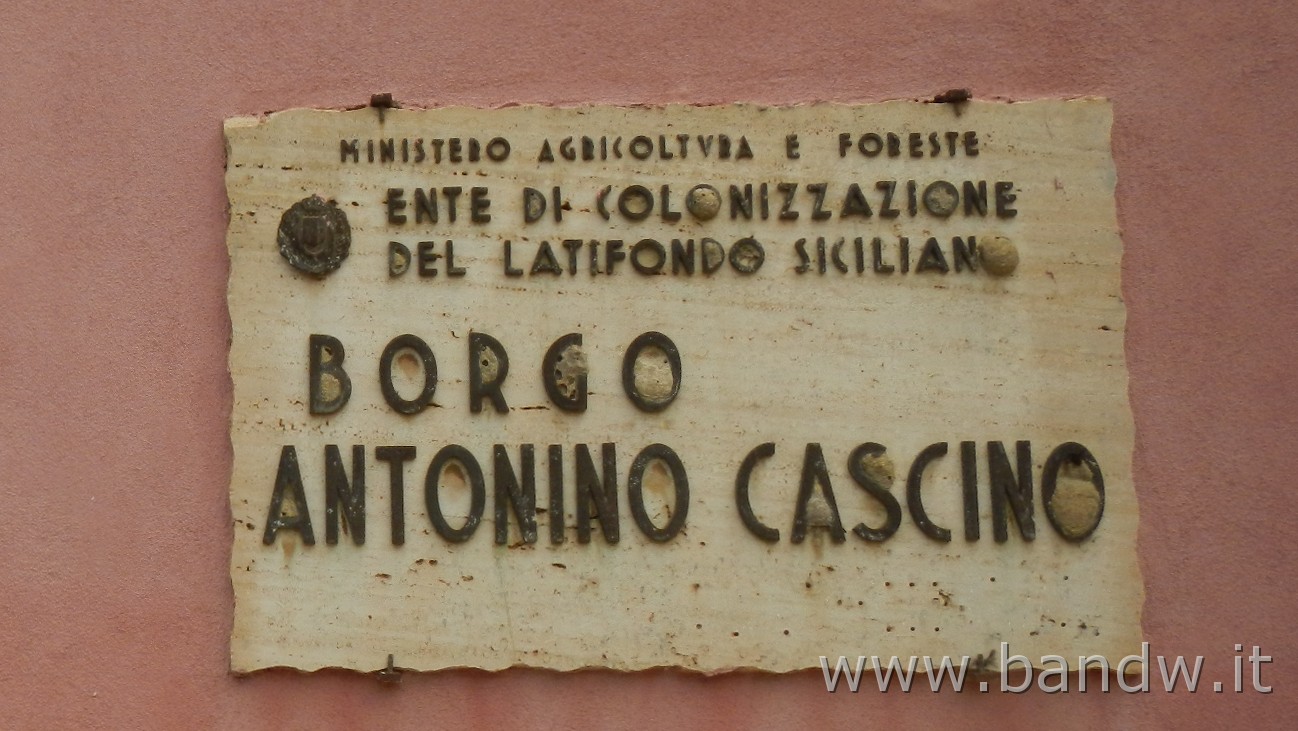 MINISTERO AGRICOLTVRA E FORESTE
ENTE DI COLONIZZAZIONE
DEL LATIFONDO SICILIANO
BORGO
ANTONINO CASCINO
www.bandw.it